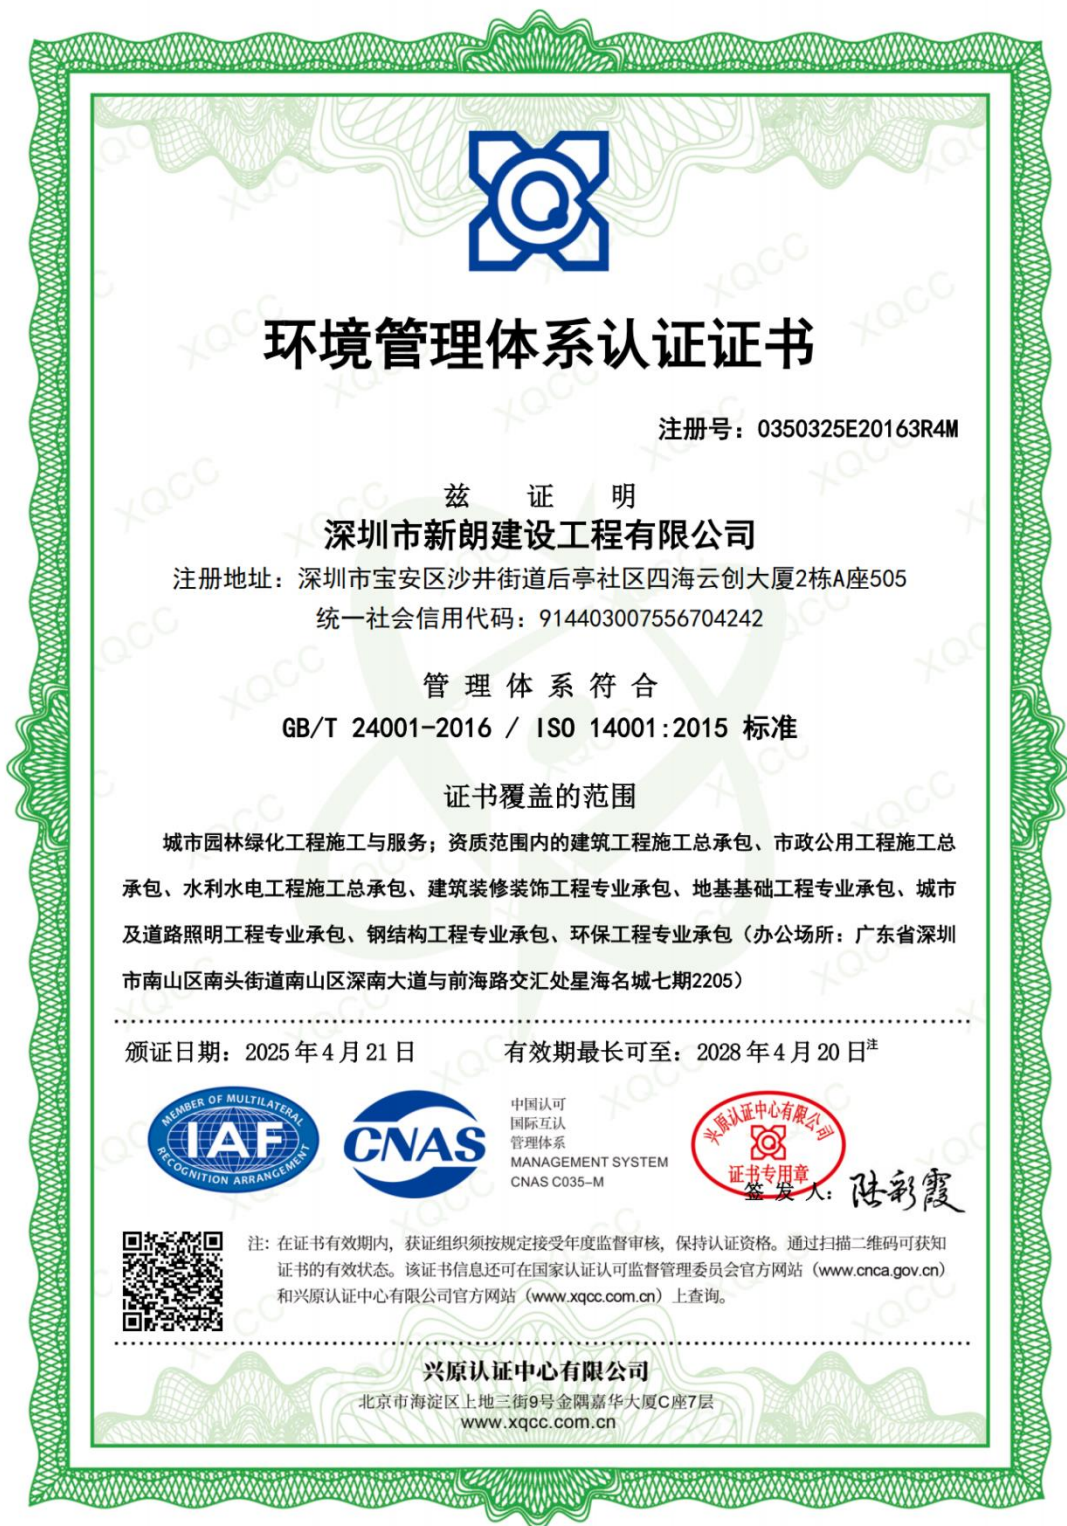 环境管理体系认证证书
注册号：0350325E20163R4M
兹 证 明
深圳市新朗建设工程有限公司
注册地址：深圳市宝安区沙井街道后亭社区四海云创大厦2栋A座505
统一社会信用代码：914403007556704242
管理体系符合
GB/T 24001-2016 / ISO 14001:2015 标准
证书覆盖的范围
城市园林绿化工程施工与服务；资质范围内的建筑工程施工总承包、市政公用工程施工总
承包、水利水电工程施工总承包、建筑装修装饰工程专业承包、地基基础工程专业承包、城市
及道路照明工程专业承包、钢结构工程专业承包、环保工程专业承包（办公场所：广东省深圳
市南山区南头街道南山区深南大道与前海路交汇处星海名城七期2205）
颁证日期：2025年4月21日 有效期最长可至：2028年4月20日注
MEMBER OF MULTILATERAL
IAF
RECOGNITION ARRANGEMENT
CNAS
中国认可
国际互认
管理体系
MANAGEMENT SYSTEM
CNAS C035-M
兴原认证中心有限公司
证书专用章
签发人：陆彩霞
注：在证书有效期内，获证组织须按规定接受年度监督审核，保持认证资格。通过扫描二维码可获知
证书的有效状态。该证书信息还可在国家认证认可监督管理委员会官方网站（www.cnca.gov.cn）
和兴原认证中心有限公司官方网站（www.xqcc.com.cn）上查询。
兴原认证中心有限公司
北京市海淀区上地三街9号金隅嘉华大厦C座7层
www.xqcc.com.cn
XQCC